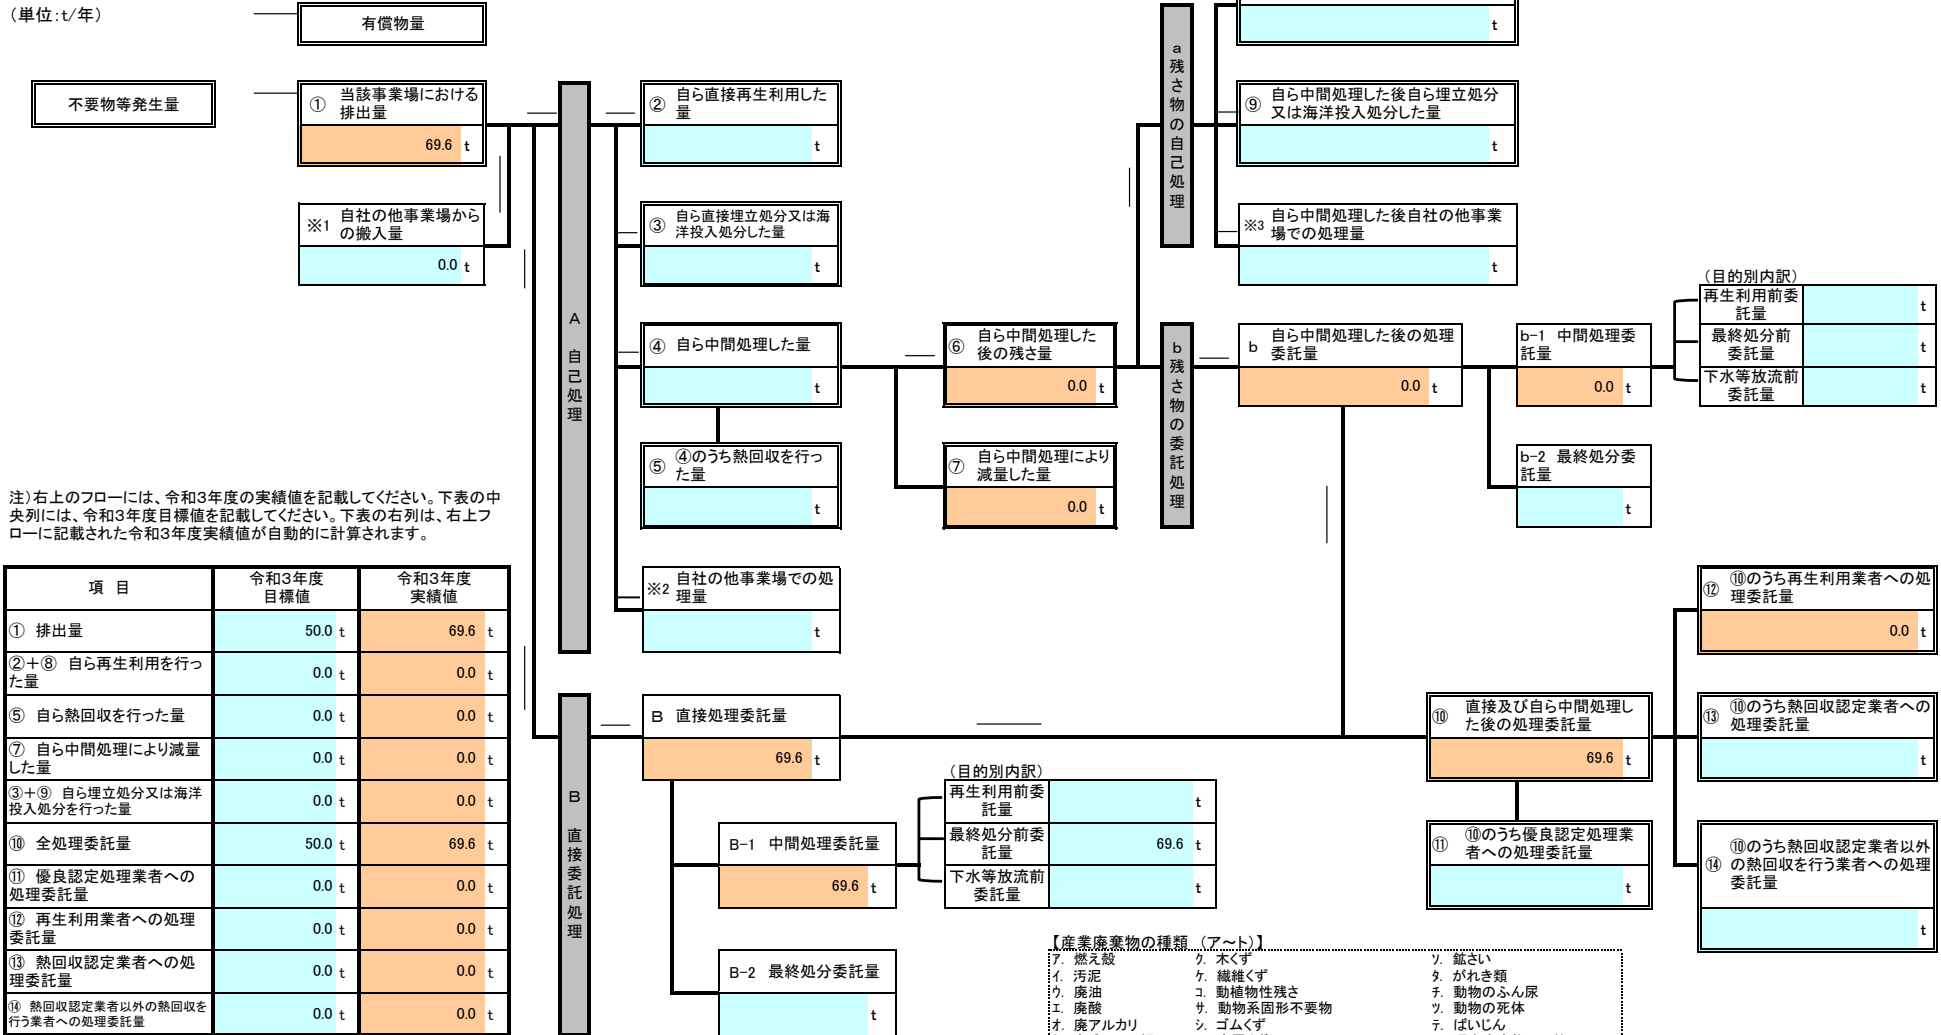 (単位:t/年)
有償物量
t
不要物等発生量
① 当該事業場における
排出量
69.6 t
※1 自社の他事業場から
の搬入量
0.0 t
A 自己処理
② 自ら直接再生利用した
量
t
③ 自ら直接埋立処分又は海
洋投入処分した量
t
④ 自ら中間処理した量
t
⑤ ④のうち熱回収を行っ
た量
t
※2 自社の他事業場での処
理量
t
⑥ 自ら中間処理した
後の残さ量
0.0 t
⑦ 自ら中間処理により
減量した量
0.0 t
a 残さ物の自己処理
⑨ 自ら中間処理した後自ら埋立処分
又は海洋投入処分した量
t
※3 自ら中間処理した後自社の他事業
場での処理量
t
b 残さ物の委託処理
b 自ら中間処理した後の処理
委託量
0.0 t
b-1 中間処理委
託量
0.0 t
b-2 最終処分委
託量
t
(目的別内訳)
再生利用前委
託量
t
最終処分前
委託量
t
下水等放流前
委託量
t
注)右上のフローには、令和3年度の実績値を記載してください。下表の中
央列には、令和3年度目標値を記載してください。下表の右列は、右上フ
ローに記載された令和3年度実績値が自動的に計算されます。
項 目 令和3年度
目標値 令和3年度
実績値
① 排出量 50.0 t 69.6 t
②+⑧ 自ら再生利用を行っ
た量 0.0 t 0.0 t
⑤ 自ら熱回収を行った量 0.0 t 0.0 t
⑦ 自ら中間処理により減量
した量 0.0 t 0.0 t
③+⑨ 自ら埋立処分又は海洋
投入処分を行った量 0.0 t 0.0 t
⑩ 全処理委託量 50.0 t 69.6 t
⑪ 優良認定処理業者への
処理委託量 0.0 t 0.0 t
⑫ 再生利用業者への処理
委託量 0.0 t 0.0 t
⑬ 熱回収認定業者への処
理委託量 0.0 t 0.0 t
⑭ 熱回収認定業者以外の熱回収を
行う業者への処理委託量 0.0 t 0.0 t
B 直接委託処理
B 直接処理委託量
69.6 t
B-1 中間処理委託量
69.6 t
B-2 最終処分委託量
t
(目的別内訳)
再生利用前委
託量
t
最終処分前委
託量
69.6 t
下水等放流前
委託量
t
⑩ 直接及び自ら中間処理し
た後の処理委託量
69.6 t
⑪ ⑩のうち優良認定処理業
者への処理委託量
t
⑫ ⑩のうち再生利用業者への処
理委託量
0.0 t
⑬ ⑩のうち熱回収認定業者への
処理委託量
t
⑭ ⑩のうち熱回収認定業者以外
の熱回収を行う業者への処理
委託量
t
【産業廃棄物の種類 (ア~ト)】
ア. 燃え殻 ク. 木くず ソ. 鉱さい
イ. 汚泥 ケ. 繊維くず タ. がれき類
ウ. 廃油 コ. 動植物性残さ チ. 動物のふん尿
エ. 廃酸 サ. 動物系固形不要物 ツ. 動物の死体
オ. 廃アルカリ シ. ゴムくず テ. ばいじん